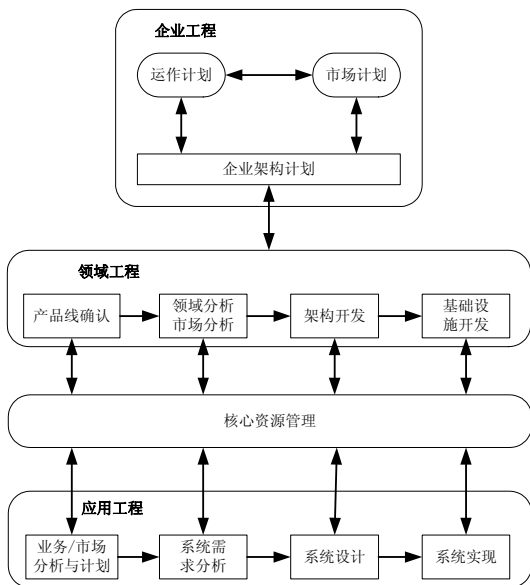 企业工程
运作计划
市场计划
企业架构计划
领域工程
产品线确认
领域分析
市场分析
架构开发
基础设
施开发
核心资源管理
应用工程
业务/市场
分析与计划
系统需
求分析
系统设计
系统实现